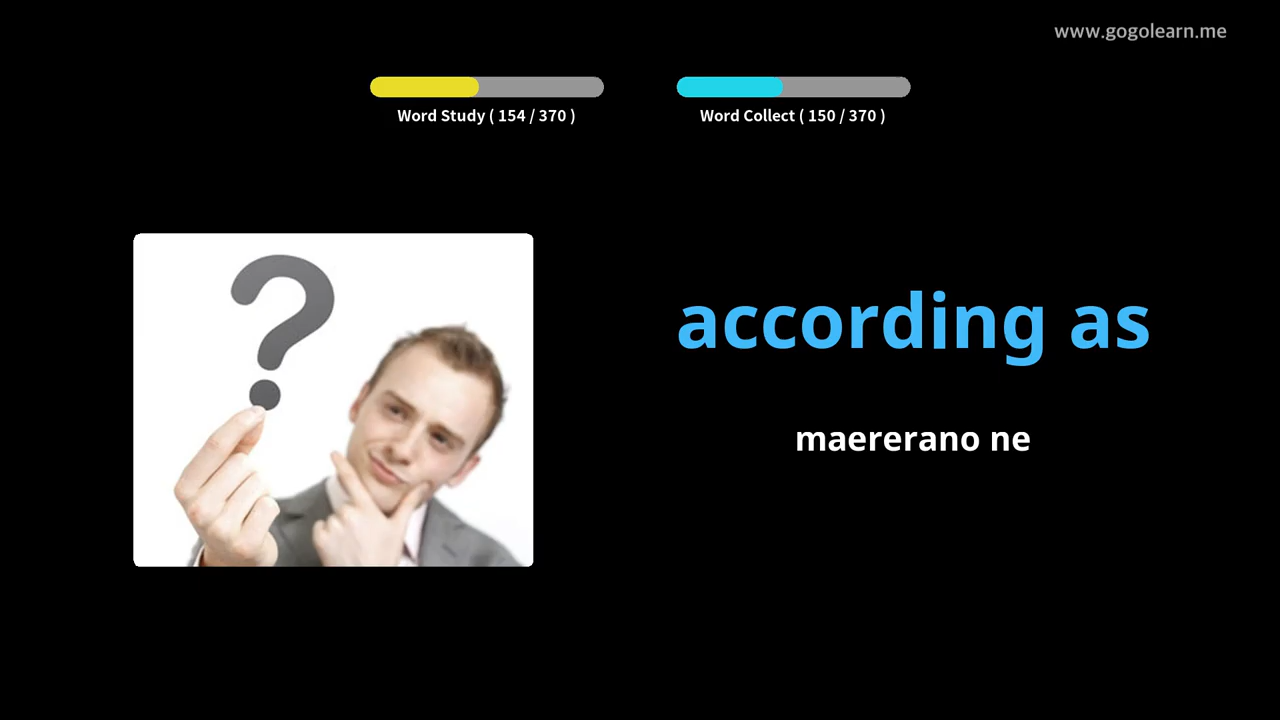 www.gogolearn.me
Word Study ( 154 / 370 )
Word Collect ( 150 / 370 )
according as
maererano ne